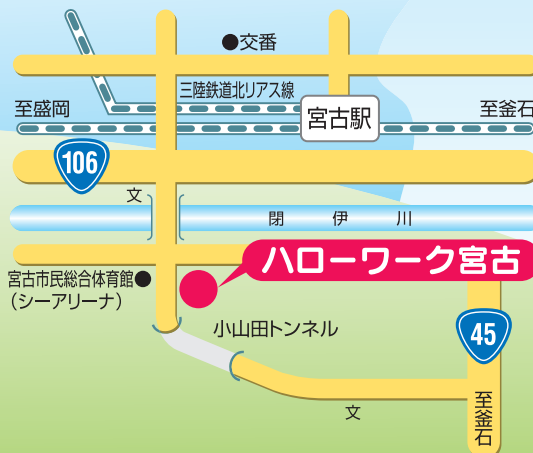 交番
三陸鉄道北リアス線
至盛岡
宮古駅
至釜石
106
文
閉伊川
宮古市民総合体育館
（シーアリーナ）
ハローワーク宮古
小山田トンネル
45
文
至釜石